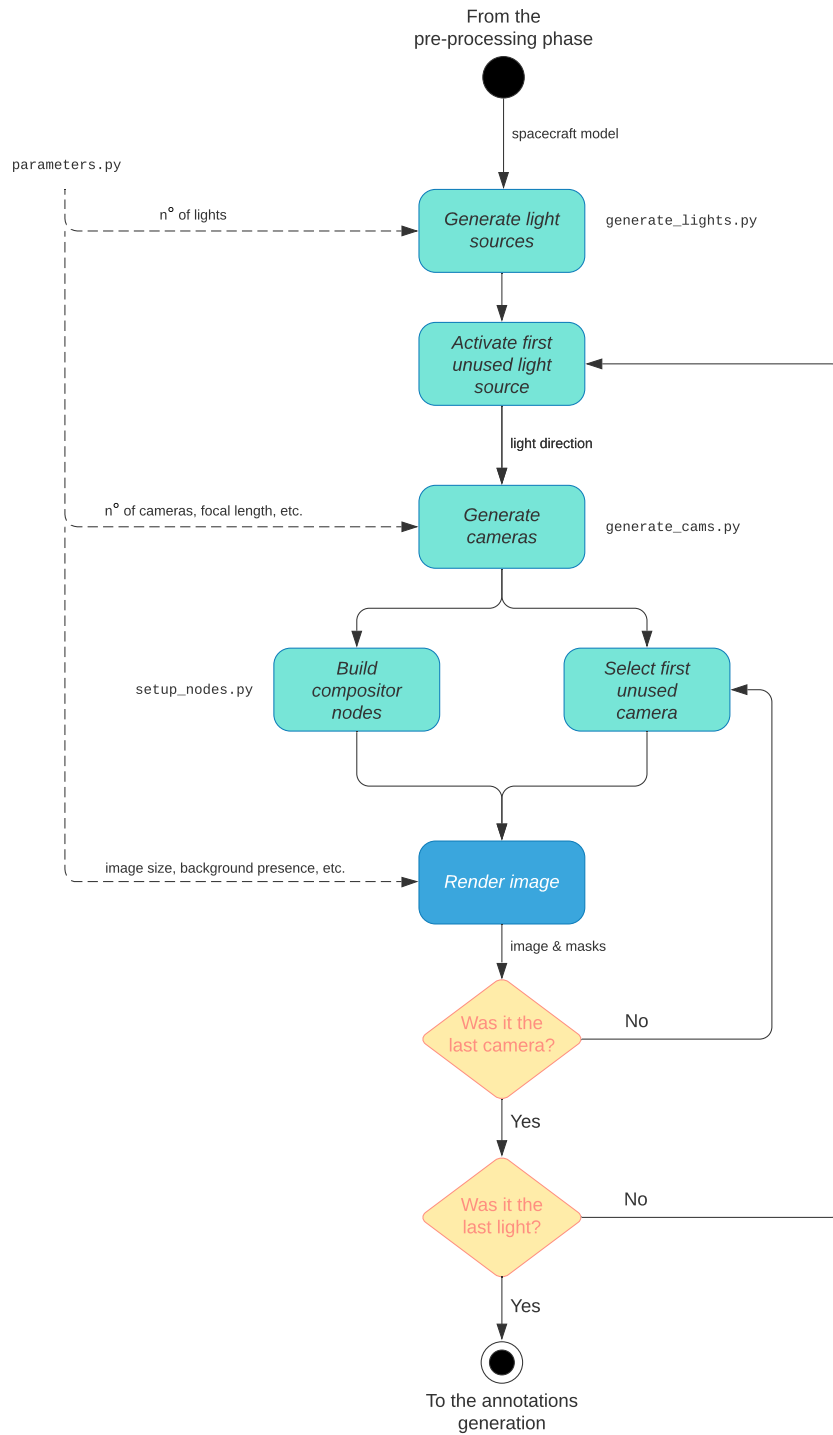 From the
pre-processing phase
spacecraft model
parameters.py
n° of lights
Generate light
sources
generate_lights.py
Activate first
unused light
source
light direction
n° of cameras, focal length, etc.
Generate
cameras
generate_cams.py
setup_nodes.py
Build
compositor
nodes
Select first
unused
camera
image size, background presence, etc.
Render image
image & masks
Was it the
last camera?
No
Yes
Was it the
last light?
No
Yes
To the annotations
generation